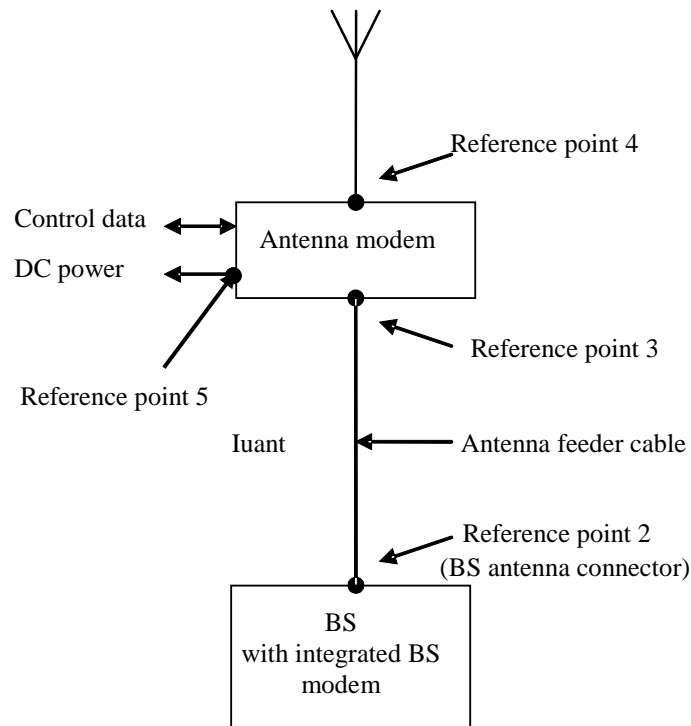 Reference point 4
Control data
Antenna modem
DC power
Reference point 3
Reference point 5
Iuant
Antenna feeder cable
Reference point 2
(BS antenna connector)
BS
with integrated BS
modem